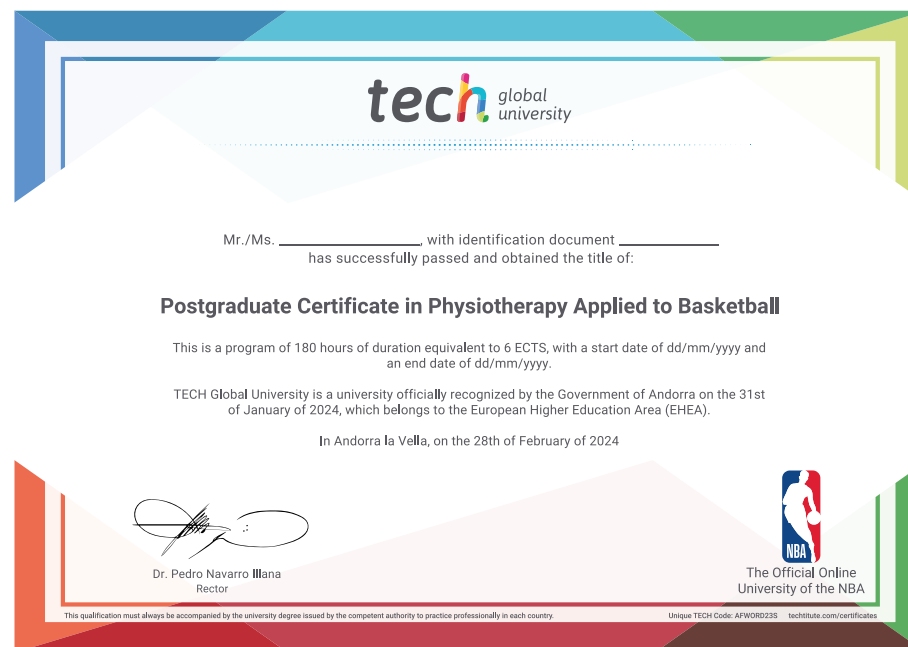 tech global university
Mr./Ms. ____________, with identification document ____________
has successfully passed and obtained the title of:
Postgraduate Certificate in Physiotherapy Applied to Basketball
This is a program of 180 hours of duration equivalent to 6 ECTS, with a start date of dd/mm/yyyy and
an end date of dd/mm/yyyy.
TECH Global University is a university officially recognized by the Government of Andorra on the 31st
of January of 2024, which belongs to the European Higher Education Area (EHEA).
In Andorra la Vella, on the 28th of February of 2024
Dr. Pedro Navarro Illana
Rector
NBA
The Official Online
University of the NBA
This qualification must always be accompanied by the university degree issued by the competent authority to practice professionally in each country.
Unique TECH Code: AFWORD23S techtitute.com/certificates